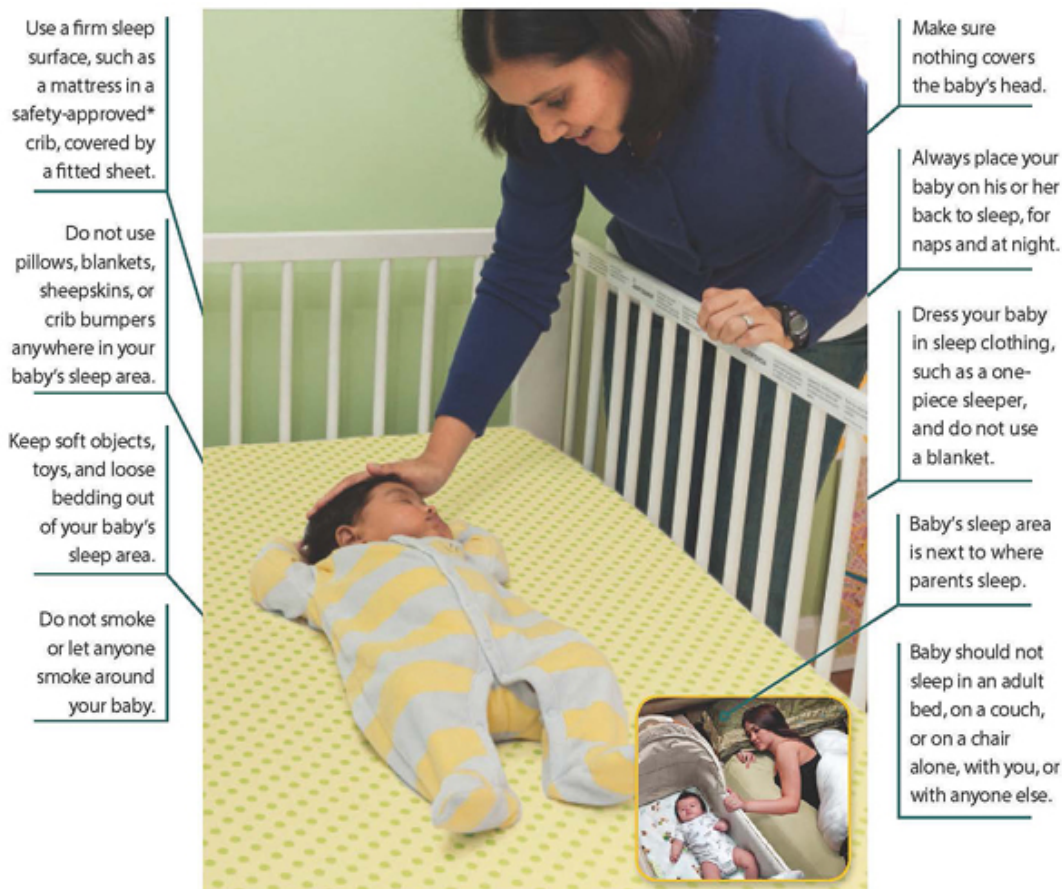 Use a firm sleep
surface, such as
a mattress in a
safety-approved*
crib, covered by
a fitted sheet.
Do not use
pillows, blankets,
sheepskins, or
crib bumpers
anywhere in your
baby's sleep area.
Keep soft objects,
toys, and loose
bedding out
of your baby's
sleep area.
Do not smoke
or let anyone
smoke around
your baby.
Make sure
nothing covers
the baby's head.
Always place your
baby on his or her
back to sleep, for
naps and at night.
Dress your baby
in sleep clothing,
such as a one-
piece sleeper,
and do not use
a blanket.
Baby's sleep area
is next to where
parents sleep.
Baby should not
sleep in an adult
bed, on a couch,
or on a chair
alone, with you, or
with anyone else.